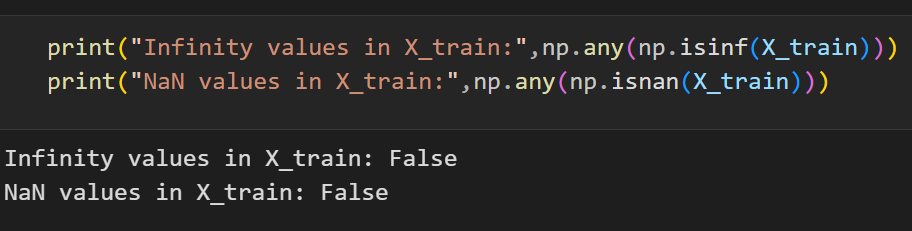 print("Infinity values in X_train:",np.any(np.isinf(X_train)))
print("NaN values in X_train:",np.any(np.isnan(X_train)))
Infinity values in X_train: False
NaN values in X_train: False